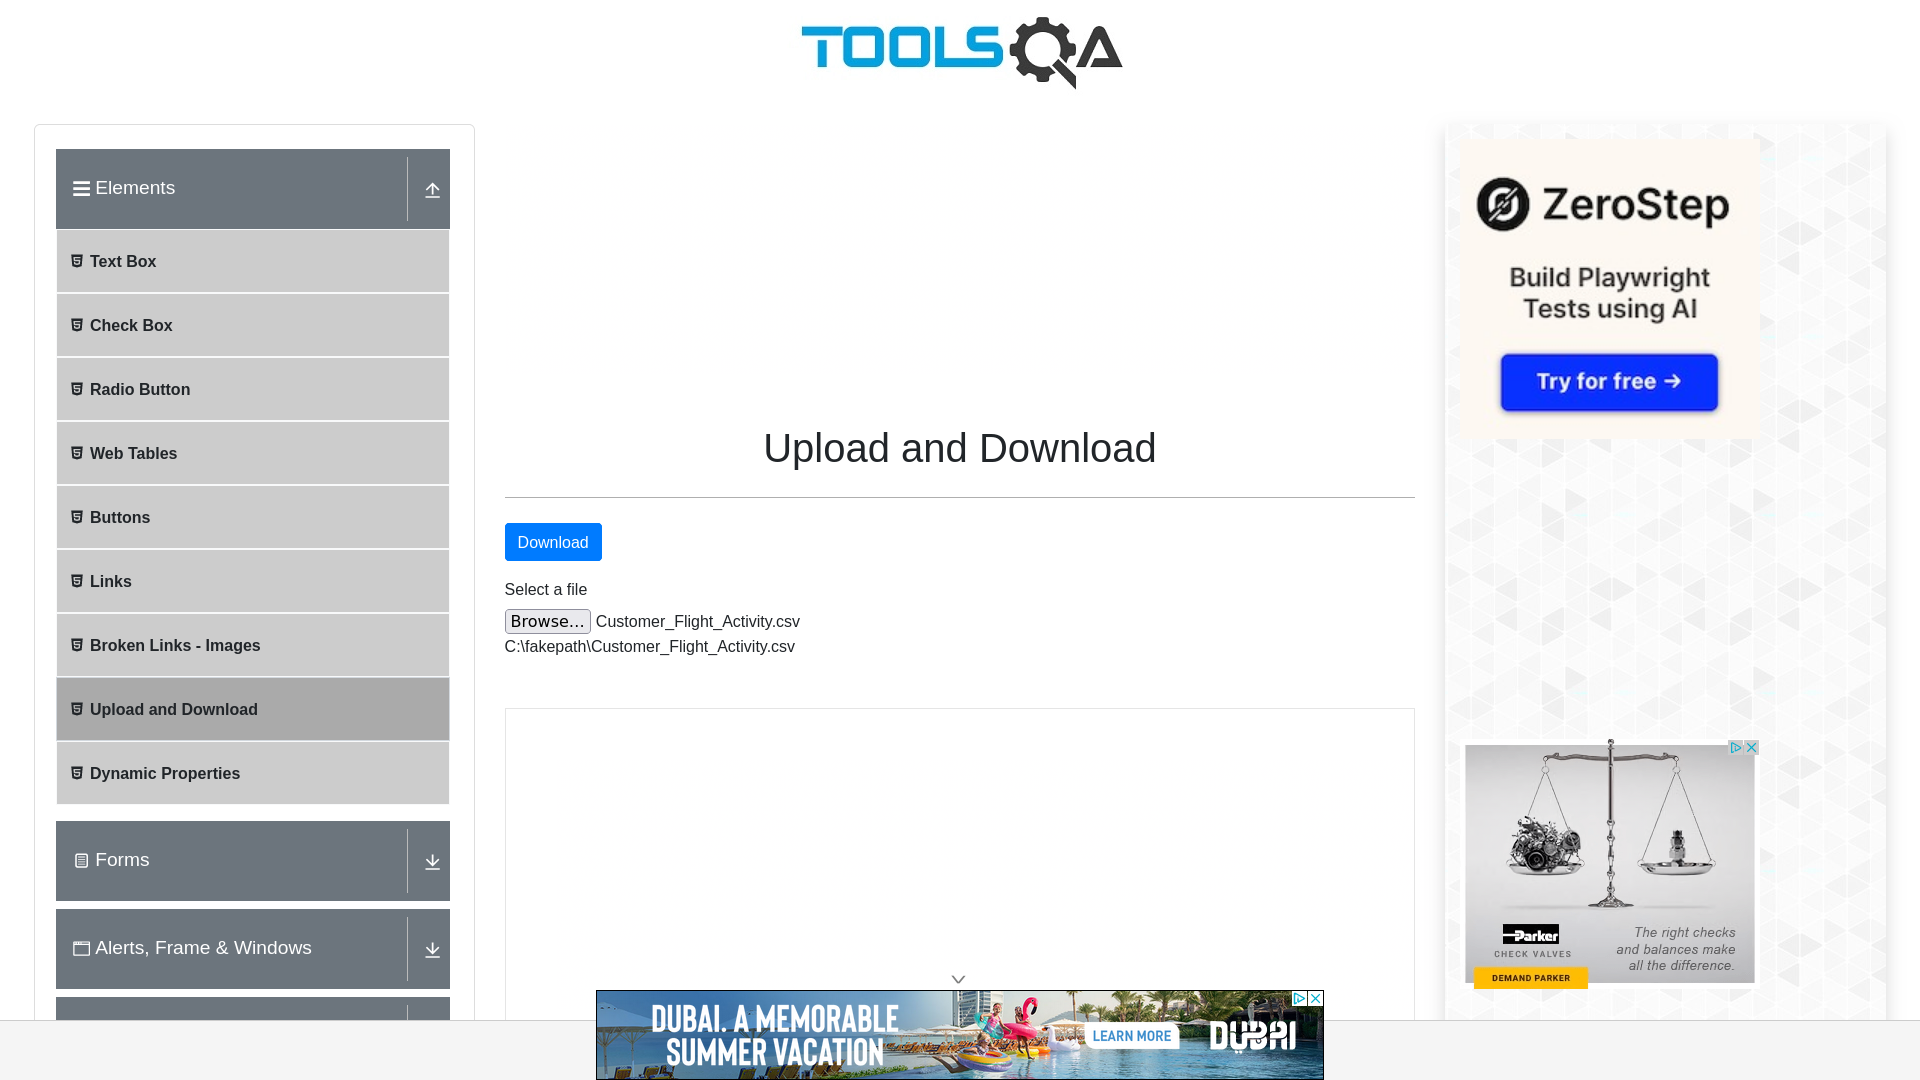 TOOLSQA
Elements
Text Box
Check Box
Radio Button
Web Tables
Buttons
Links
Broken Links - Images
Upload and Download
Dynamic Properties
Forms
Alerts, Frame & Windows
Upload and Download
Download
Select a file
Browse...
Customer_Flight_Activity.csv
C:\fakepath\Customer_Flight_Activity.csv
ZeroStep
Build Playwright
Tests using AI
Try for free →
Parker
CHECK VALVES
DEMAND PARKER
The right checks
and balances make
all the difference.
DUBAI. A MEMORABLE
SUMMER VACATION
LEARN MORE
DUBAI